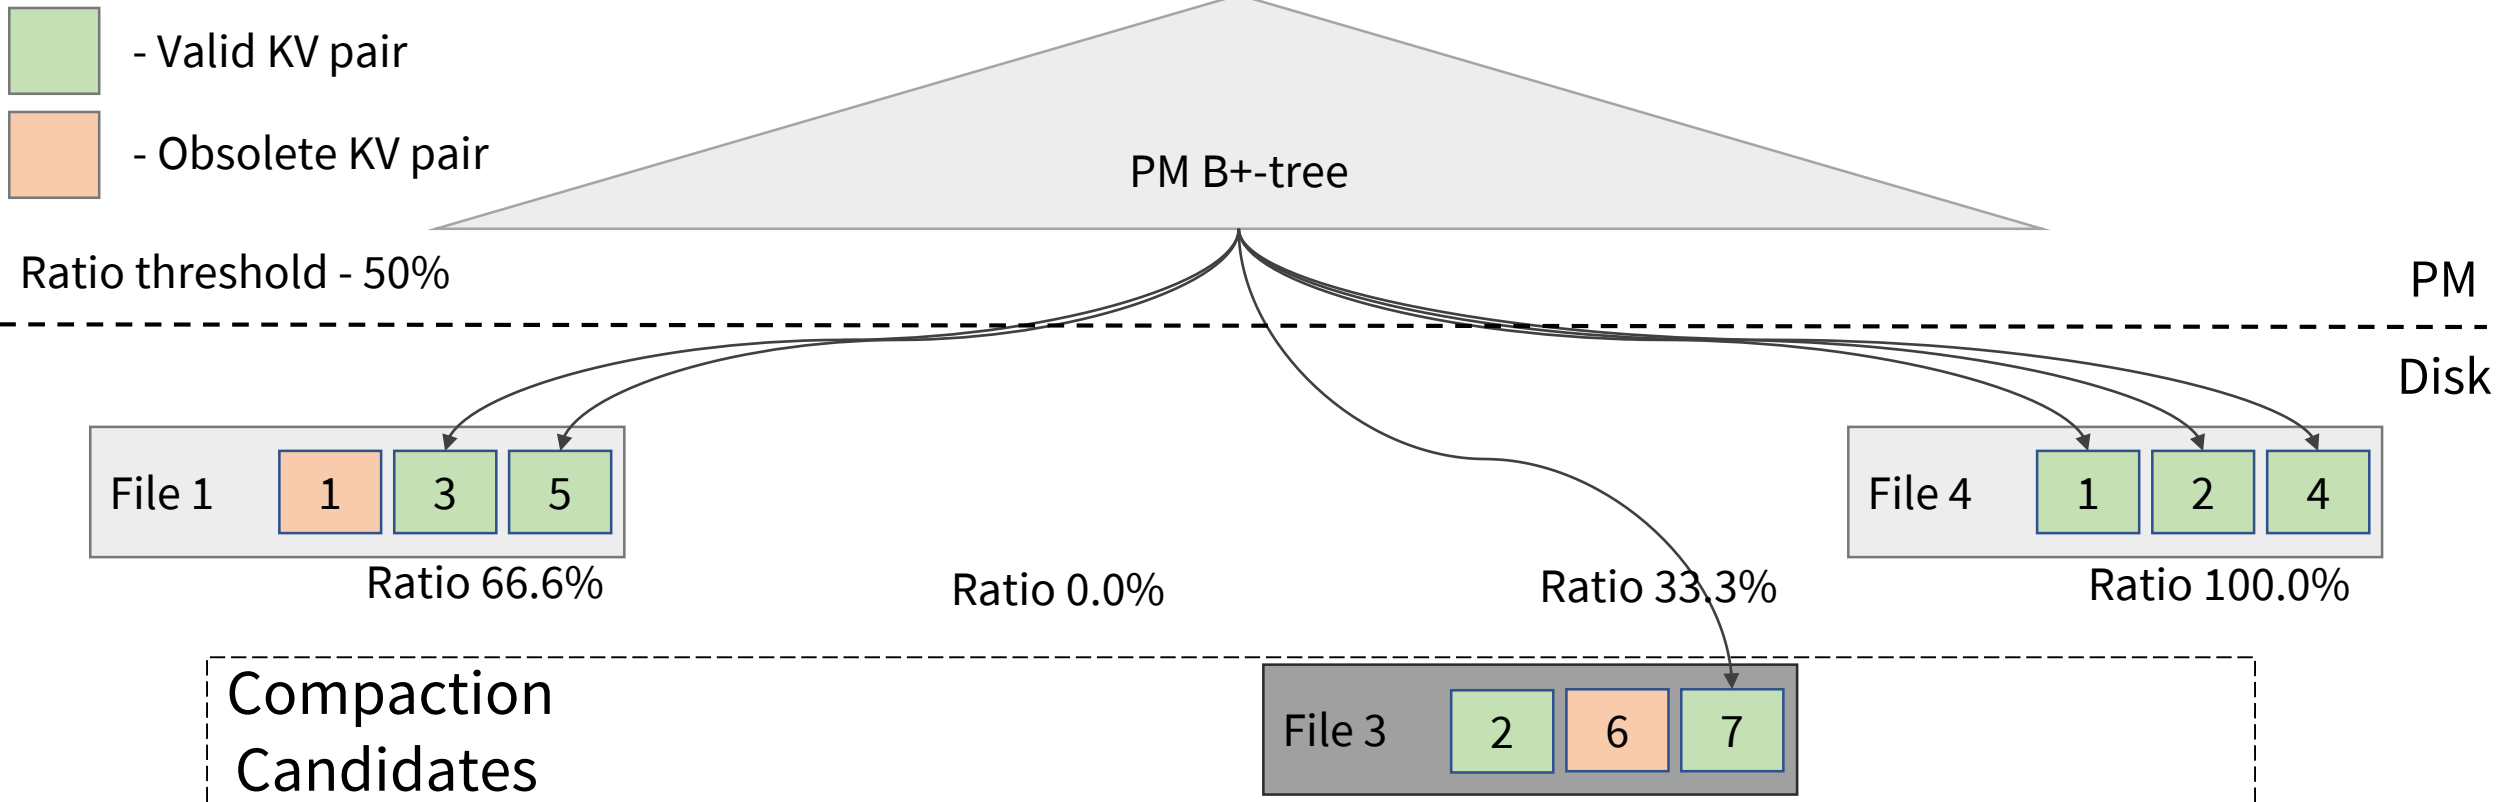 - Valid KV pair
- Obsolete KV pair
PM B+-tree
Ratio threshold - 50%
PM
Disk
File 1
1
3
5
File 4
1
2
4
Ratio 66.6%
Ratio 0.0%
Ratio 33.3%
Ratio 100.0%
Compaction
Candidates
File 3
2
6
7